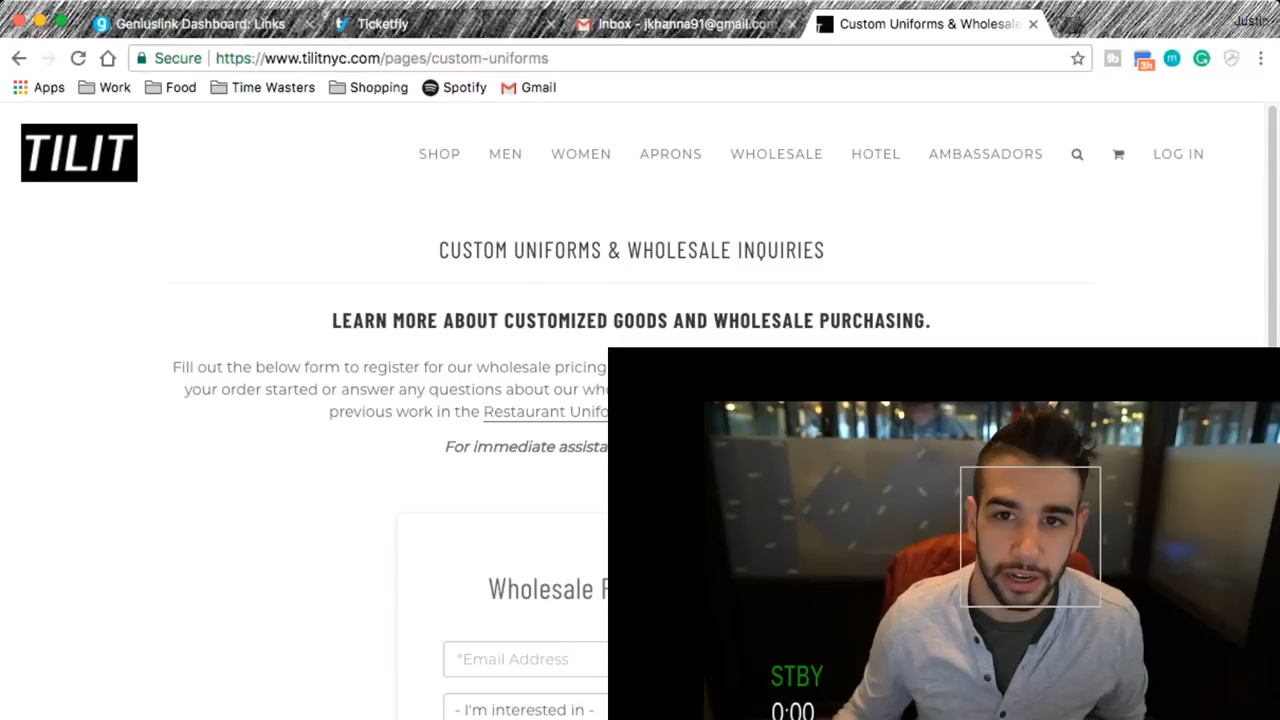 Geniuslink Dashboard: Links
Ticketfly
Inbox - jkhanna91@gmail.com
Custom Uniforms & Wholesale
Justin
Secure
https://www.tilitnyc.com/pages/custom-uniforms
3h
Apps
Work
Food
Time Wasters
Shopping
Spotify
Gmail
TILIT
SHOP
MEN
WOMEN
APRONS
WHOLESALE
HOTEL
AMBASSADORS
LOG IN
CUSTOM UNIFORMS & WHOLESALE INQUIRIES
LEARN MORE ABOUT CUSTOMIZED GOODS AND WHOLESALE PURCHASING.
Fill out the below form to register for our wholesale pricing
your order started or answer any questions about our
previous work in the Restaurant
For immediate
Wholesale
*Email Address
- I'm interested in -
STBY
0:00